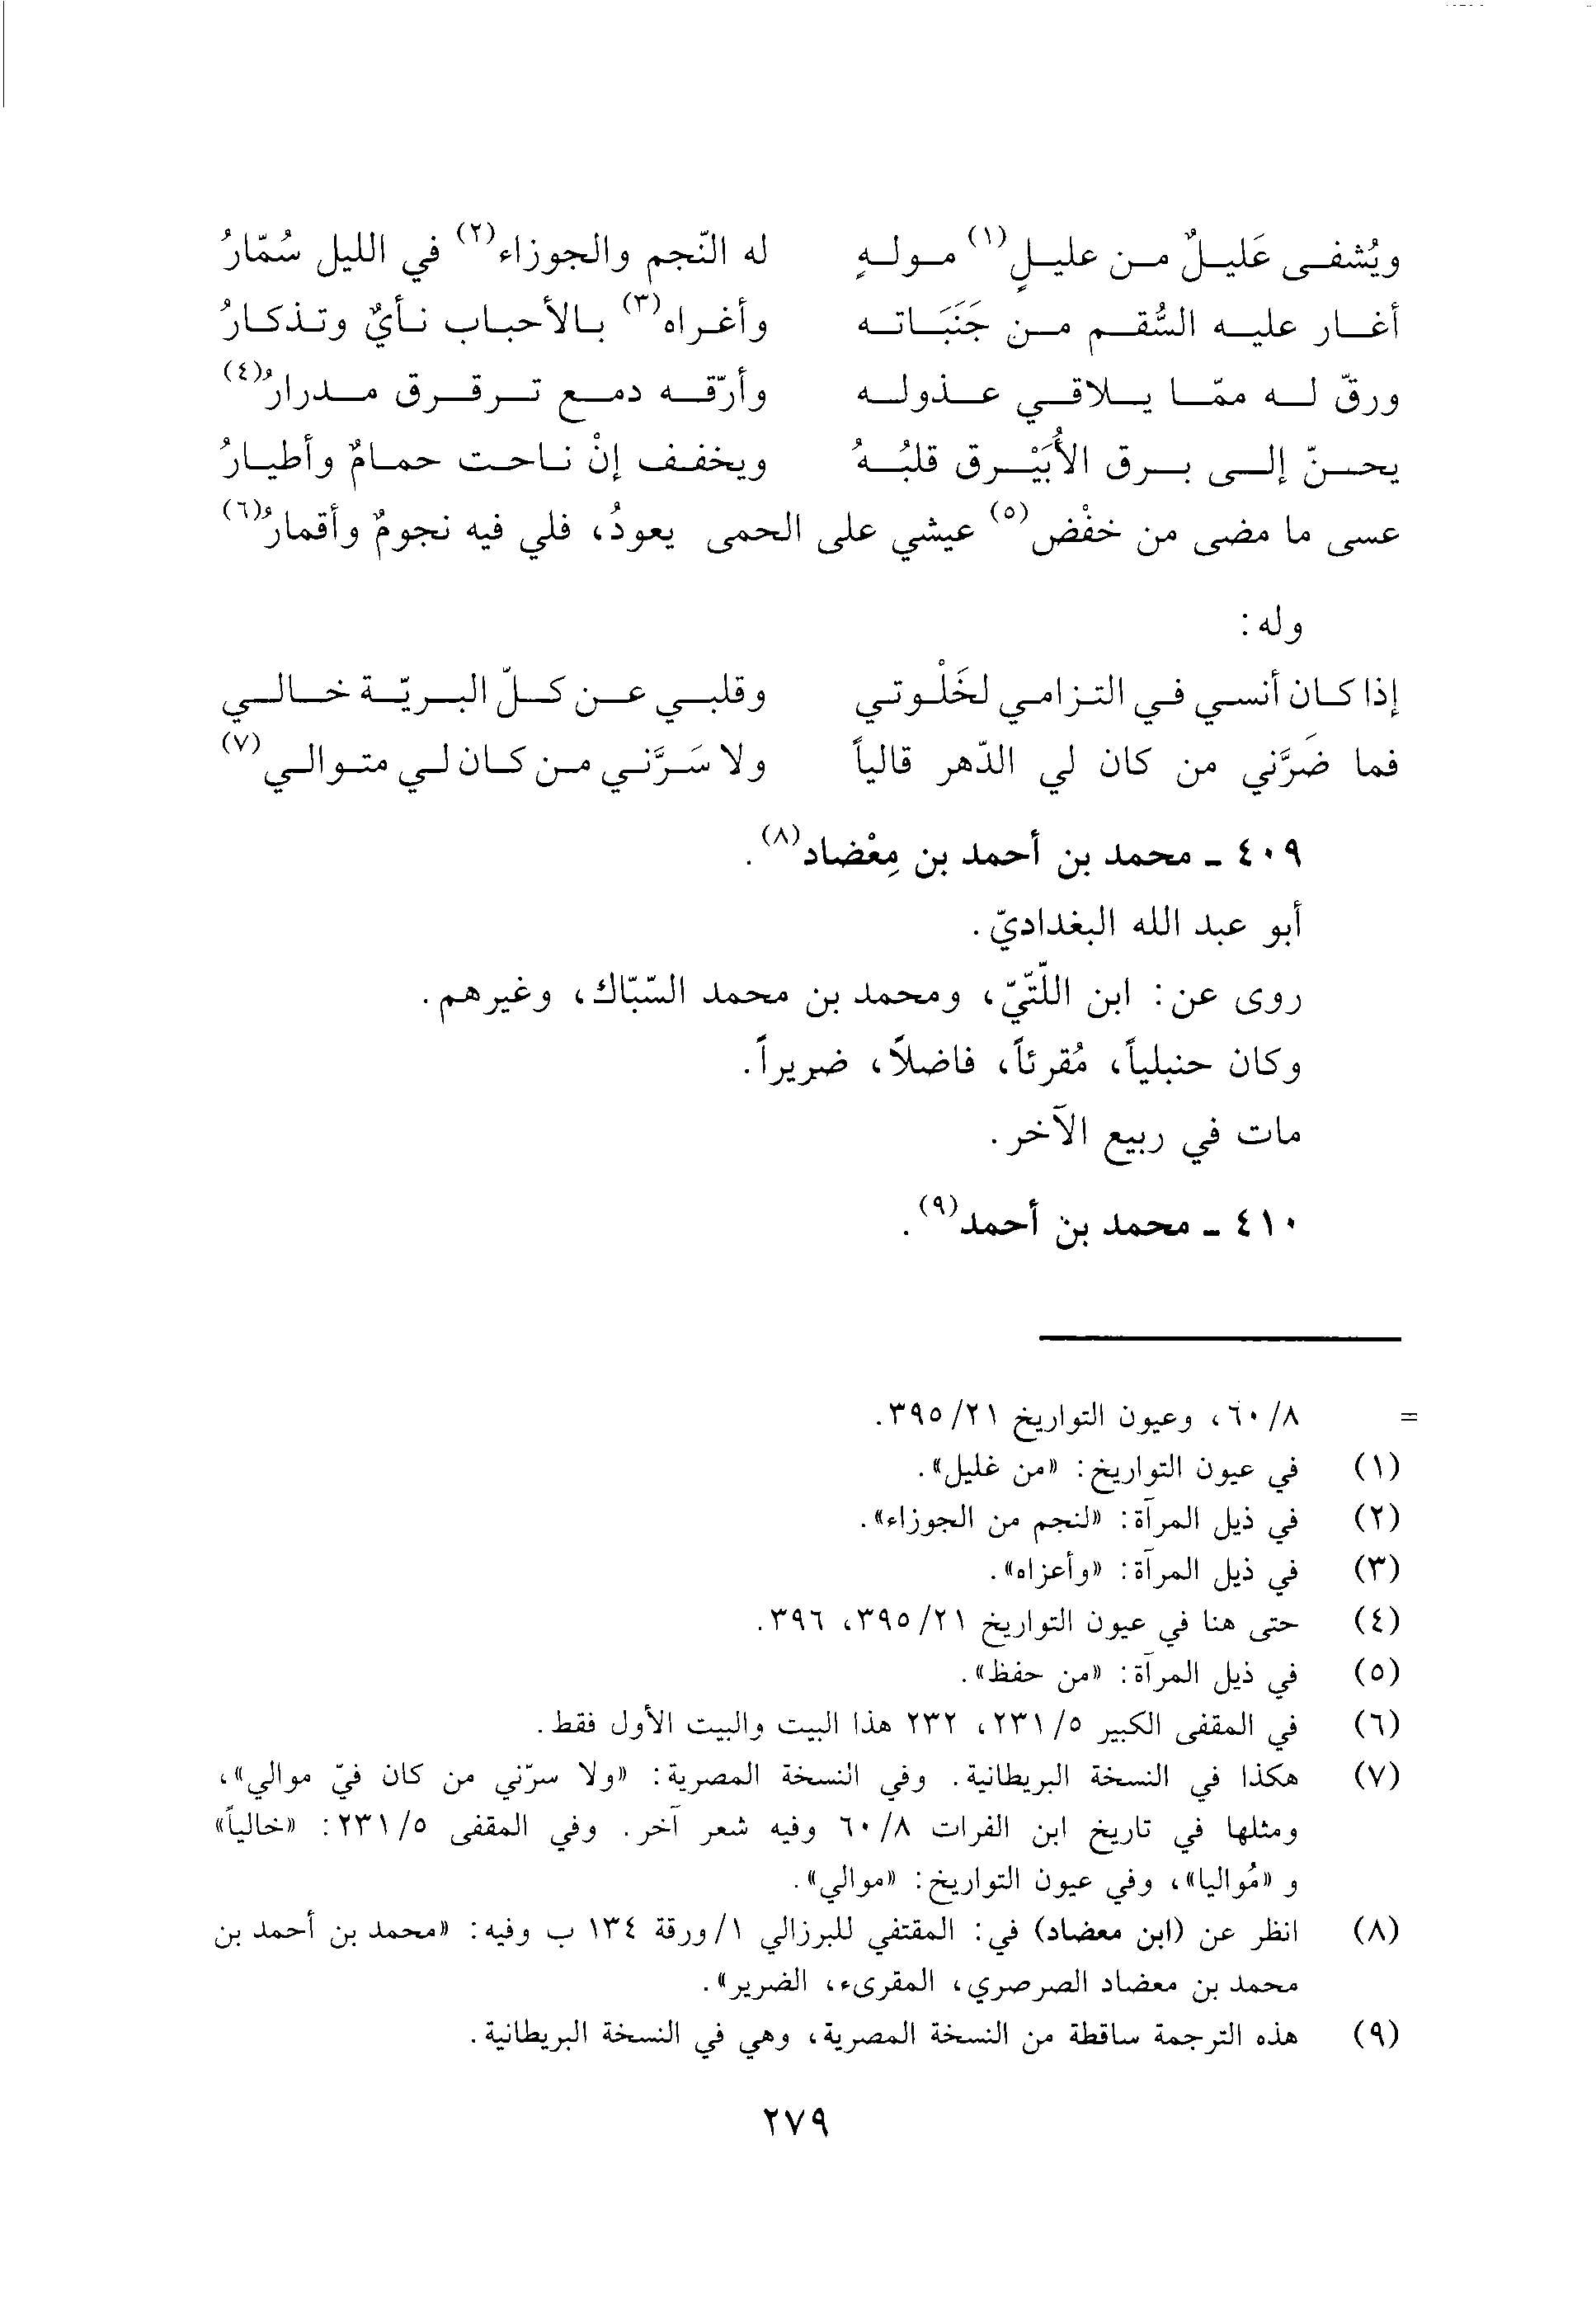 ويُشفى عَليلٌ من عليلٍ(١) مولهٍ له النّجم والجوزاء(٢) في الليل سُمّارُ
أغار عليه السُّقم من جَنَبَاته وأغراه(٣) بالأحباب نأيٌ وتذكارُ
ورقّ له ممّا يلاقي عذوله وأرّقه دمع ترقرق مدرارُ(٤)
يحنّ إلى برق الأُبَيْرق قلبُهُ ويخفف إنْ ناحت حمامٌ وأطيارُ
عسى ما مضى من خفْض(٥) عيشي على الحمى يعودُ، فلي فيه نجومٌ وأقمارُ(٦)
وله:
إذا كان أنسي في التزامي لخَلْوتي وقلبي عن كلّ البريّة خالي
فما ضَرَّني من كان لي الدّهر قالياً ولا سَرَّني من كان لي متوالي(٧)
٤٠٩ ـ محمد بن أحمد بن مِعْضاد(٨).
أبو عبد الله البغداديّ.
روى عن: ابن اللّتّيّ، ومحمد بن محمد السّبّاك، وغيرهم.
وكان حنبلياً، مُقرئاً، فاضلاً، ضريراً.
مات في ربيع الآخر.
٤١٠ ـ محمد بن أحمد(٩).
= ٨/٦٠، وعيون التواريخ ٢١/٣٩٥.
(١) في عيون التواريخ: «من غليل».
(٢) في ذيل المرآة: «لنجم من الجوزاء».
(٣) في ذيل المرآة: «وأعزاه».
(٤) حتى هنا في عيون التواريخ ٢١/٣٩٥، ٣٩٦.
(٥) في ذيل المرآة: «من حفظ».
(٦) في المقفى الكبير ٥/٢٣١، ٢٣٢ هذا البيت والبيت الأول فقط.
(٧) هكذا في النسخة البريطانية. وفي النسخة المصرية: «ولا سرّني من كان فيّ موالي»،
ومثلها في تاريخ ابن الفرات ٨/٦٠ وفيه شعر آخر. وفي المقفى ٥/٢٣١: «خالياً»
و «مُواليا»، وفي عيون التواريخ: «موالي».
(٨) انظر عن (ابن معضاد) في: المقتفي للبرزالي ١/ورقة ١٣٤ ب وفيه: «محمد بن أحمد بن
محمد بن معضاد الصرصري، المقرىء، الضرير».
(٩) هذه الترجمة ساقطة من النسخة المصرية، وهي في النسخة البريطانية.
٢٧٩